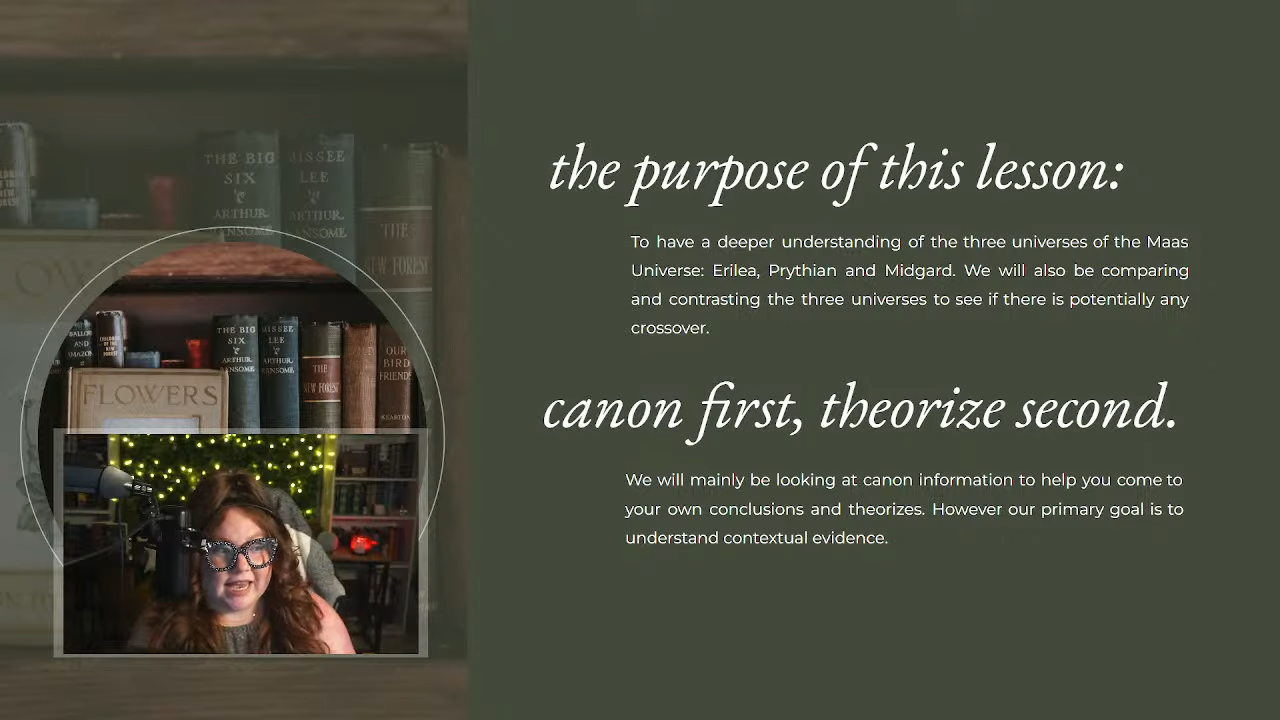 the purpose of this lesson:
To have a deeper understanding of the three universes of the Maas
Universe: Erilea, Prythian and Midgard. We will also be comparing
and contrasting the three universes to see if there is potentially any
crossover.
canon first, theorize second.
We will mainly be looking at canon information to help you come to
your own conclusions and theorizes. However our primary goal is to
understand contextual evidence.
THE BIG
SIX
ARTHUR
RANSOME
MISSEE
LEE
ARTHUR
RANSOME
THE
NEW FOREST
THE BIG
SIX
ARTHUR
RANSOME
MISSEE
LEE
ARTHUR
RANSOME
THE
NEW FOREST
OUR
BIRD
FRIENDS
KEARTON
FLOWERS